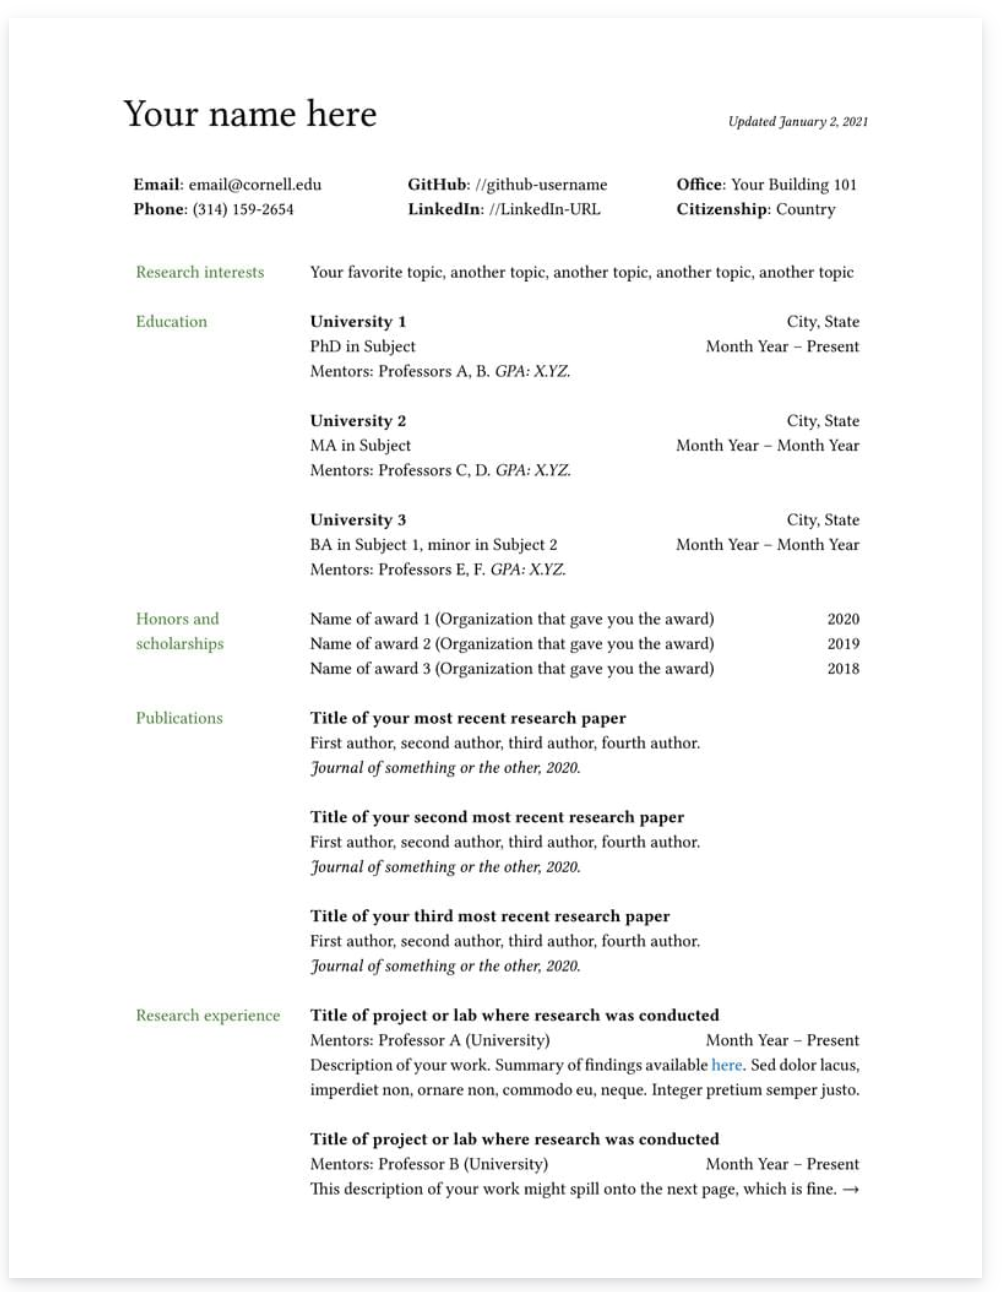 Your name here
Updated January 2, 2021
Email: email@cornell.edu GitHub: //github-username Office: Your Building 101
Phone: (314) 159-2654 LinkedIn: //LinkedIn-URL Citizenship: Country
Research interests Your favorite topic, another topic, another topic, another topic, another topic
Education University 1 City, State
PhD in Subject Month Year – Present
Mentors: Professors A, B. GPA: X.YZ.
University 2 City, State
MA in Subject Month Year – Month Year
Mentors: Professors C, D. GPA: X.YZ.
University 3 City, State
BA in Subject 1, minor in Subject 2 Month Year – Month Year
Mentors: Professors E, F. GPA: X.YZ.
Honors and Name of award 1 (Organization that gave you the award) 2020
scholarships Name of award 2 (Organization that gave you the award) 2019
Name of award 3 (Organization that gave you the award) 2018
Publications Title of your most recent research paper
First author, second author, third author, fourth author.
Journal of something or the other, 2020.
Title of your second most recent research paper
First author, second author, third author, fourth author.
Journal of something or the other, 2020.
Title of your third most recent research paper
First author, second author, third author, fourth author.
Journal of something or the other, 2020.
Research experience Title of project or lab where research was conducted
Mentors: Professor A (University) Month Year – Present
Description of your work. Summary of findings available here. Sed dolor lacus,
imperdiet non, ornare non, commodo eu, neque. Integer pretium semper justo.
Title of project or lab where research was conducted
Mentors: Professor B (University) Month Year – Present
This description of your work might spill onto the next page, which is fine. →